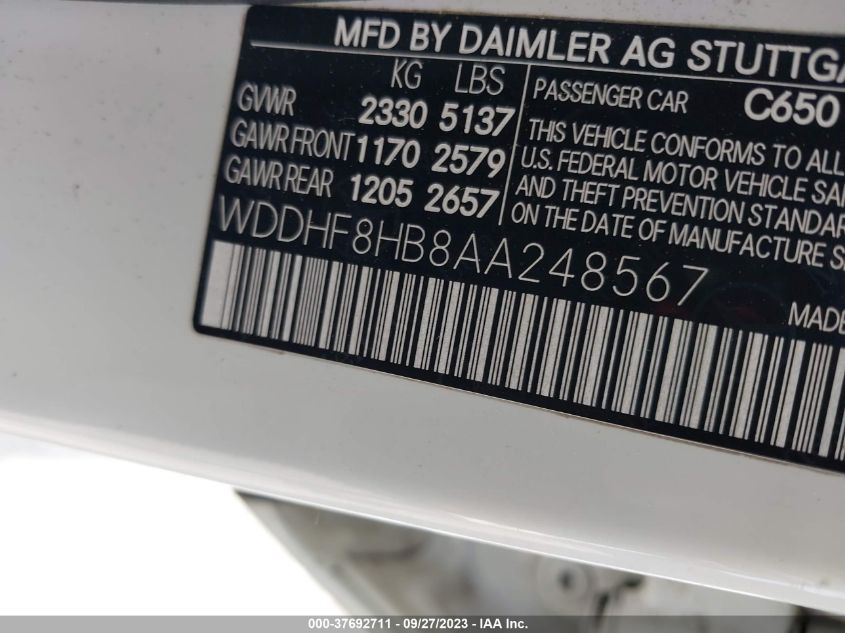 MFD BY DAIMLER AG STUTTGA
KG LBS
GVWR 2330 5137
GAWR FRONT 1170 2579
GAWR REAR 1205 2657
PASSENGER CAR C650
THIS VEHICLE CONFORMS TO ALL
U.S. FEDERAL MOTOR VEHICLE SA
AND THEFT PREVENTION STANDAR
ON THE DATE OF MANUFACTURE S
WDDHF8HB8AA248567
MADE
000-37692711 - 09/27/2023 - IAA Inc.